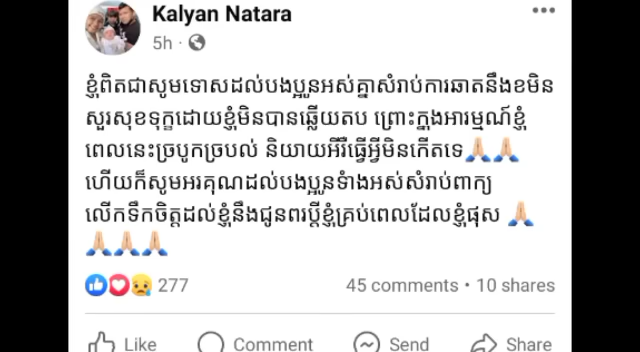 Kalyan Natara
5h ·
ខ្ញុំពិតជាសូមទោសដល់បងប្អូនអស់គ្នាសំរាប់ការឆាតនឹងខមិន
សួរសុខទុក្ខដោយខ្ញុំមិនបានឆ្លើយតប ព្រោះក្នុងអារម្មណ៍ខ្ញុំ
ពេលនេះច្របូកច្របល់ និយាយអីរឺធ្វើអ្វីមិនកើតទេ🙏🏻🙏🏻
ហើយក៏សូមអរគុណដល់បងប្អូនទំាងអស់សំរាប់ពាក្យ
លើកទឹកចិត្តដល់ខ្ញុំនឹងជូនពរប្ដីខ្ញុំគ្រប់ពេលដែលខ្ញុំផុស 🙏🏻
🙏🏻🙏🏻🙏🏻
277 45 comments • 10 shares
Like Comment Send Share